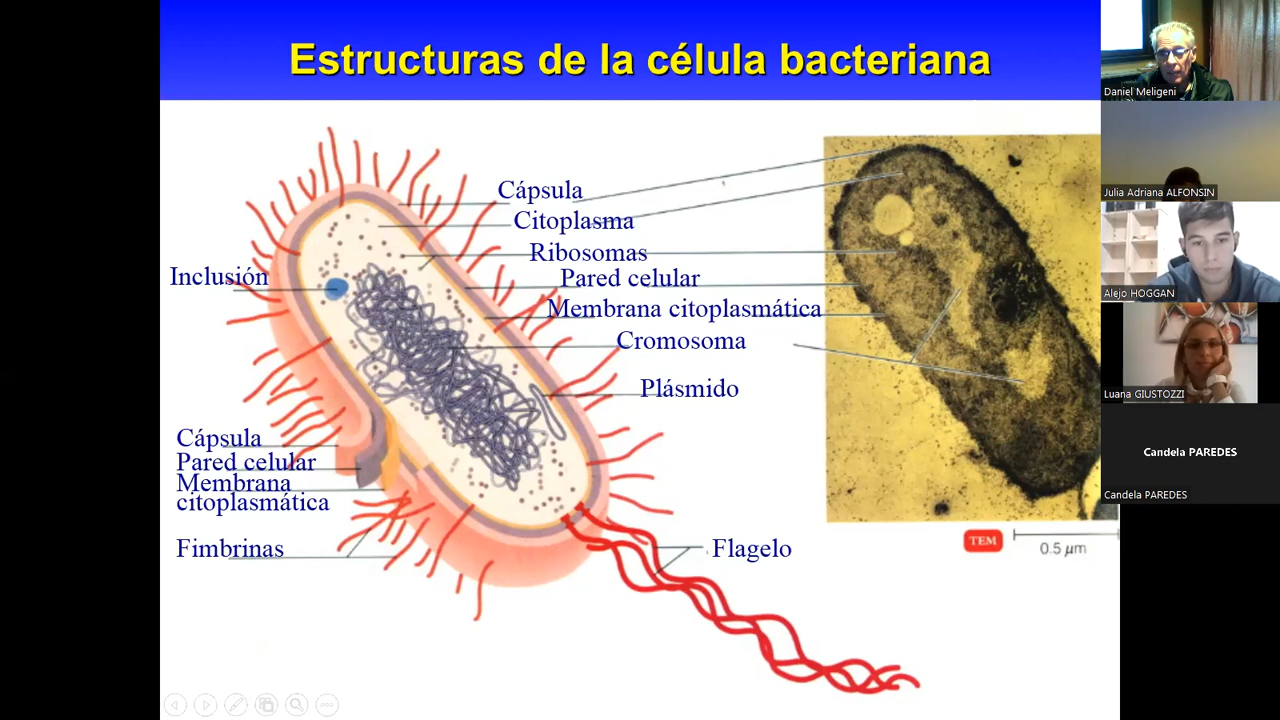 Estructuras de la célula bacteriana
Cápsula
Citoplasma
Ribosomas
Pared celular
Membrana citoplasmática
Cromosoma
Plásmido
Inclusión
Cápsula
Pared celular
Membrana
citoplasmática
Fimbrinas
Flagelo
TEM
0.5 µm
Daniel Meligeni
Julia Adriana ALFONSIN
Alejo HOGGAN
Luana GIUSTOZZI
Candela PAREDES
Candela PAREDES